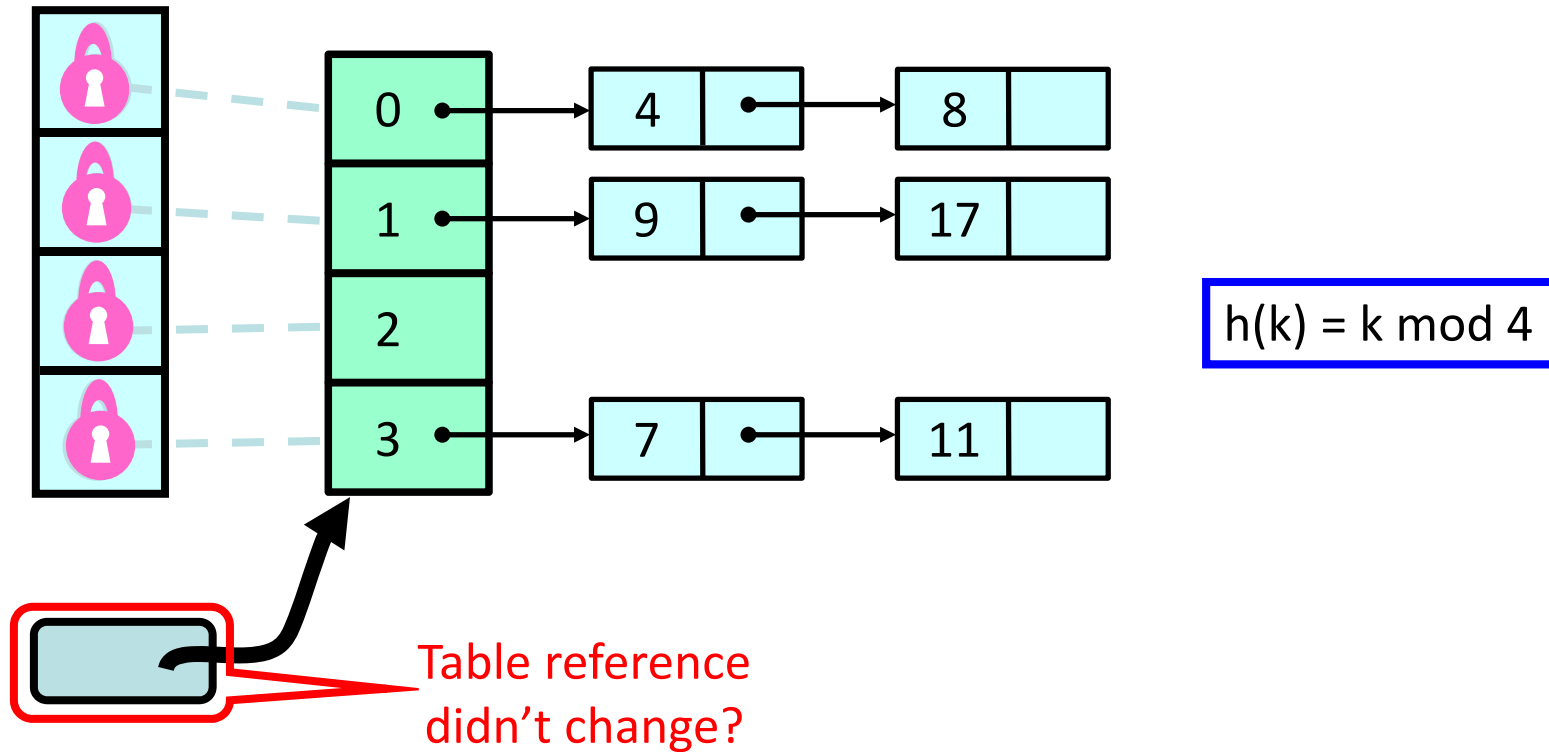 0 4 8
1 9 17
2
h(k) = k mod 4
3 7 11
Table reference
didn't change?